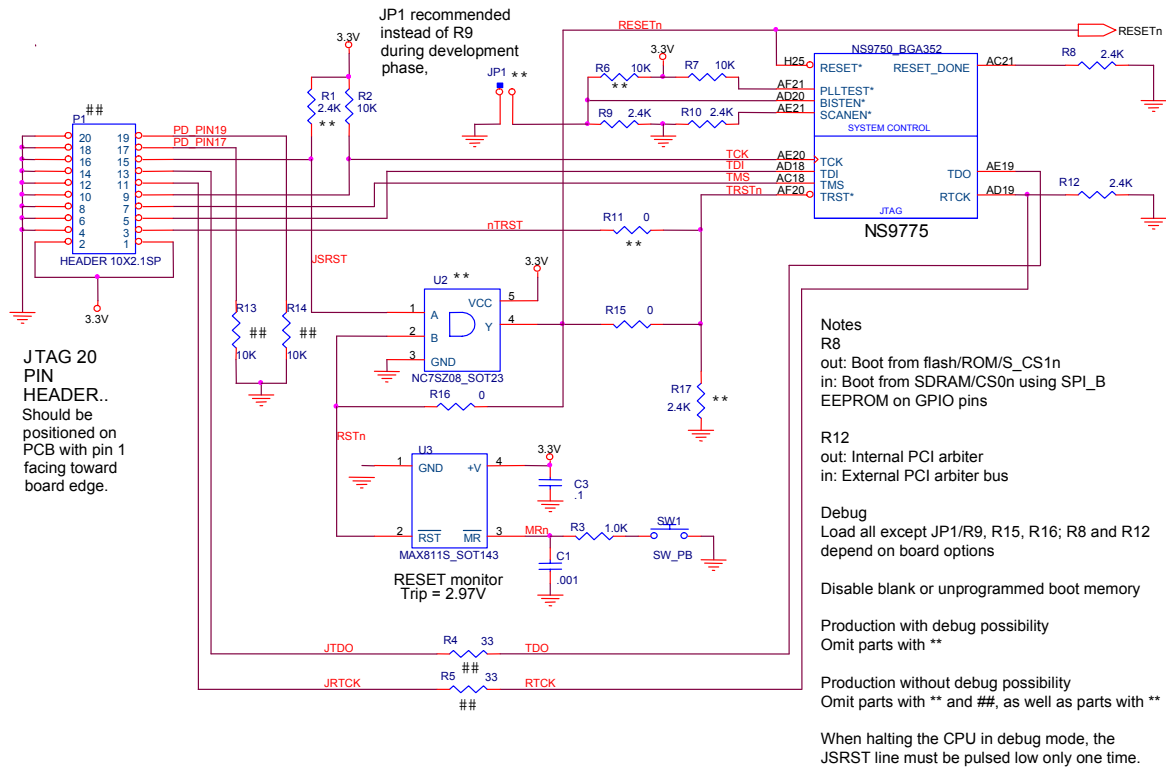 JP1 recommended
instead of R9
during development
phase,
JP1 **
3.3V
R1
2.4K
**
R2
10K
RESETn
RESETn
3.3V
R6 10K
**
R7 10K
R9 2.4K
R10 2.4K
NS9750_BGA352
H25 RESET*
RESET_DONE AC21
R8 2.4K
AF21 PLLTEST*
AD20 BISTEN*
AE21 SCANEN*
SYSTEM CONTROL
TCK AE20 TCK
TDI AD18 TDI
TMS AC18 TMS
TRSTn AF20 TRST*
TDO AE19
RTCK AD19
R12 2.4K
JTAG
NS9775
P1 ##
20 19 PD_PIN19
18 17 PD_PIN17
16 15
14 13
12 11
10 9
8 7
6 5
4 3
2 1
HEADER 10X2.1SP
3.3V
nTRST
R11 0
**
JSRST
R13
##
10K
R14
##
10K
U2 **
3.3V
1 A
2 B
3 GND
VCC 5
Y 4
NC7SZ08_SOT23
R15 0
R16 0
R17
2.4K **
RSTn
U3
1 GND
+V 4
3.3V
C3
.1
2 RST
MR 3
MRn
R3 1.0K
SW1
SW_PB
C1
.001
MAX811S_SOT143
RESET monitor
Trip = 2.97V
JTDO R4 33 TDO
##
JRTCK R5 33 RTCK
##
JTAG 20
PIN
HEADER..
Should be
positioned on
PCB with pin 1
facing toward
board edge.
Notes
R8
out: Boot from flash/ROM/S_CS1n
in: Boot from SDRAM/CS0n using SPI_B
EEPROM on GPIO pins
R12
out: Internal PCI arbiter
in: External PCI arbiter bus
Debug
Load all except JP1/R9, R15, R16; R8 and R12
depend on board options
Disable blank or unprogrammed boot memory
Production with debug possibility
Omit parts with **
Production without debug possibility
Omit parts with ** and ##, as well as parts with **
When halting the CPU in debug mode, the
JSRST line must be pulsed low only one time.